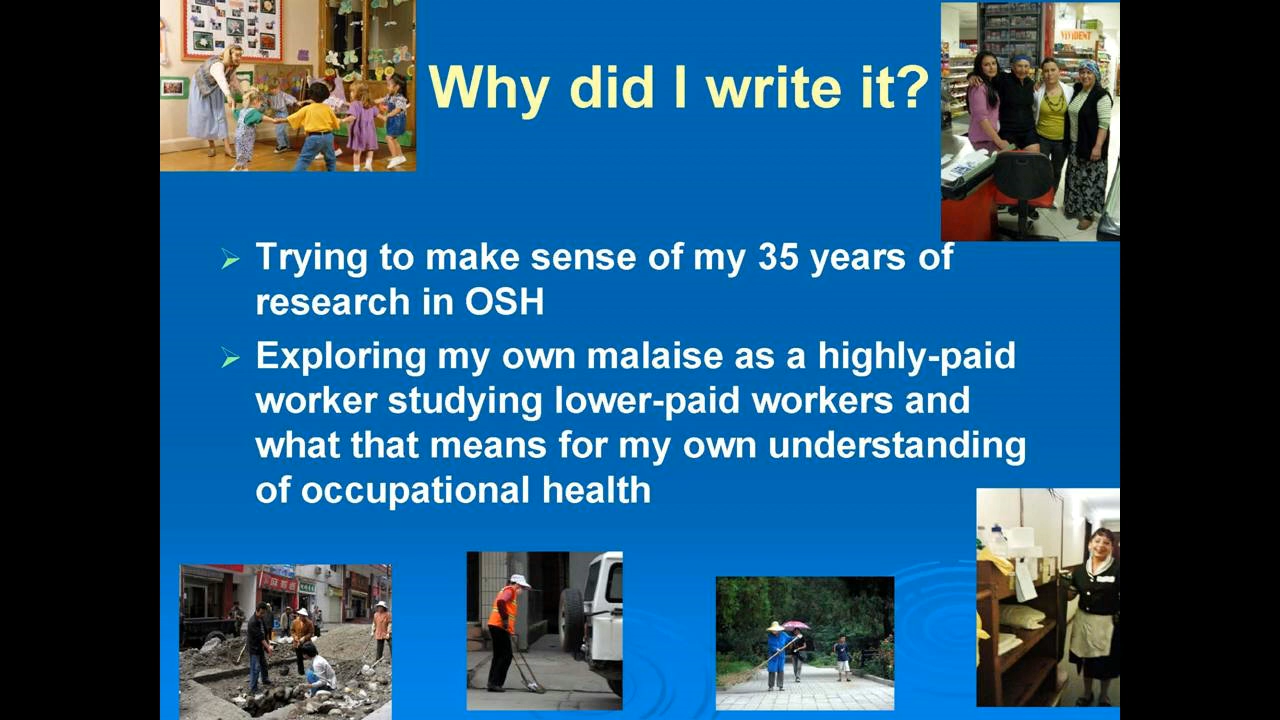 Why did I write it?
VIVIDENT
Trying to make sense of my 35 years of
research in OSH
Exploring my own malaise as a highly-paid
worker studying lower-paid workers and
what that means for my own understanding
of occupational health